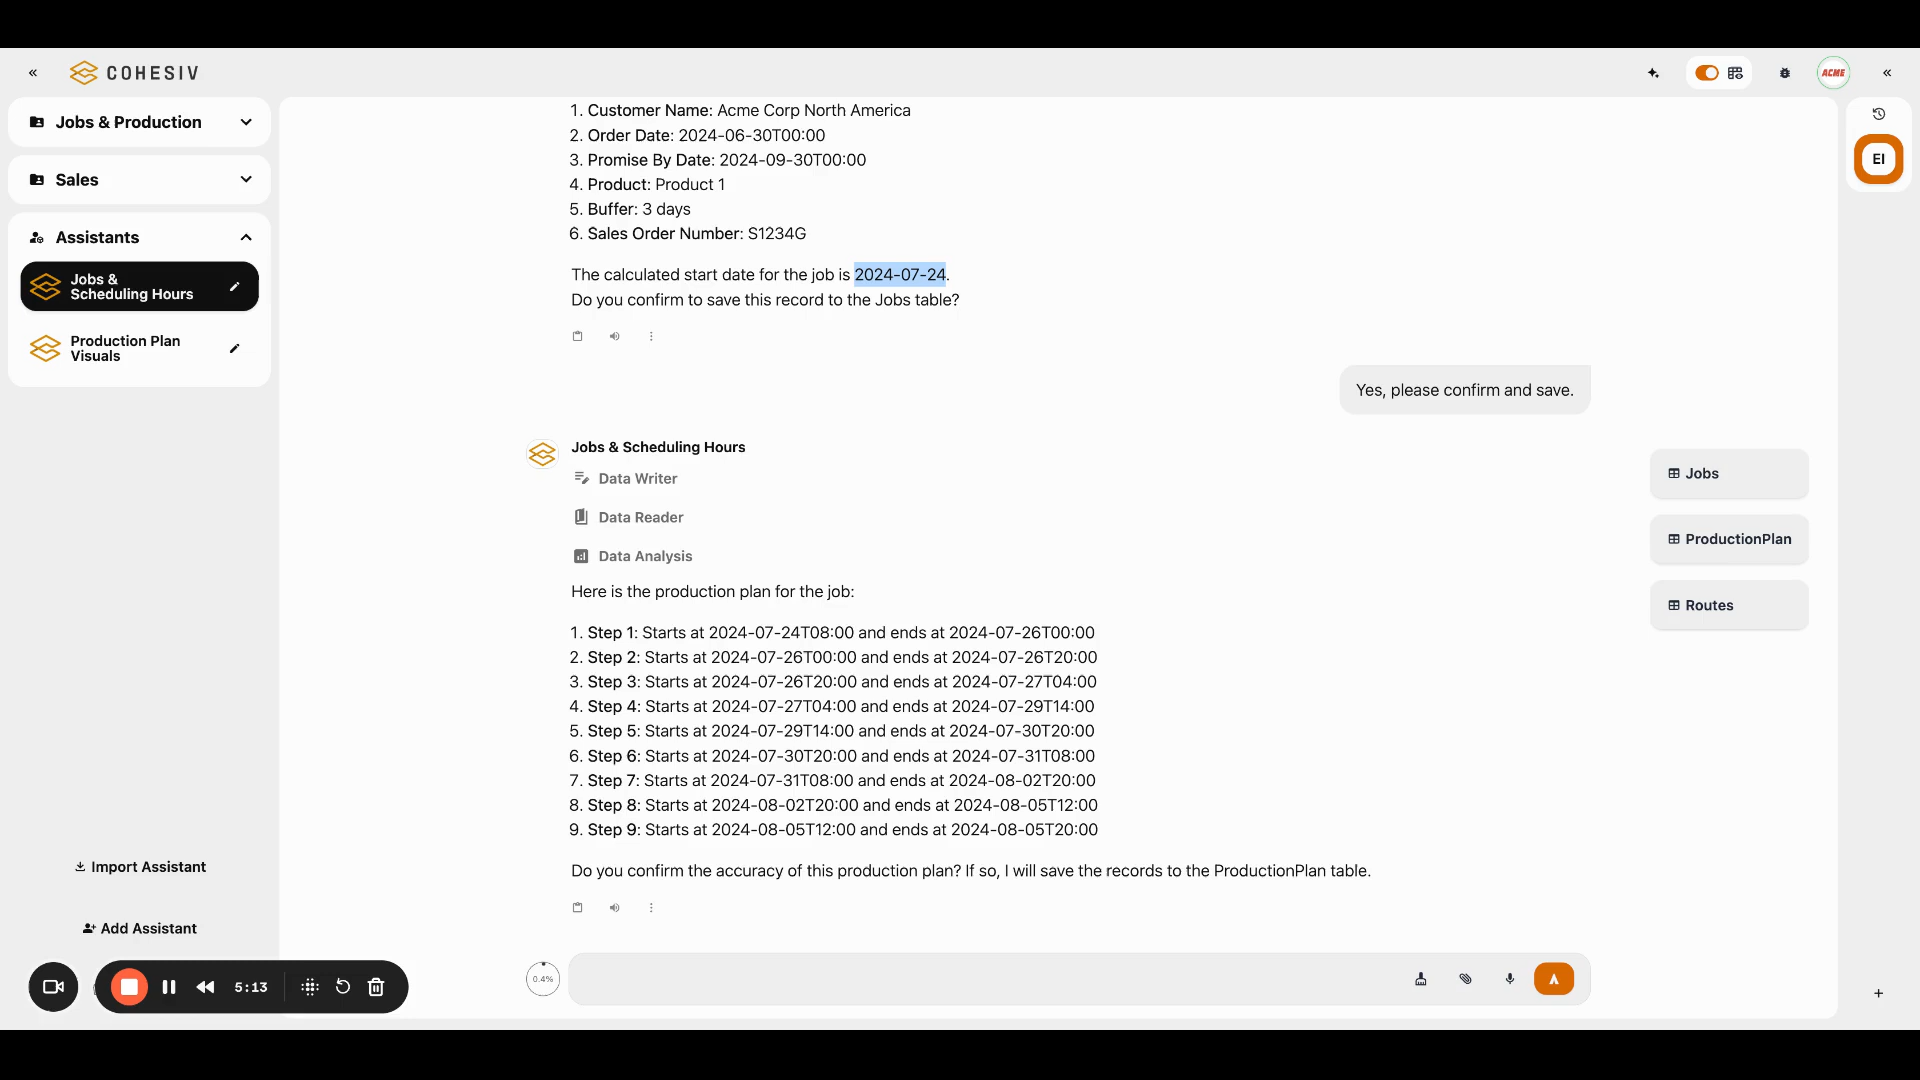 COHESIV
ACME
Jobs & Production
Sales
Assistants
Jobs &
Scheduling Hours
Production Plan
Visuals
Import Assistant
Add Assistant
5:13
1. Customer Name: Acme Corp North America
2. Order Date: 2024-06-30T00:00
3. Promise By Date: 2024-09-30T00:00
4. Product: Product 1
5. Buffer: 3 days
6. Sales Order Number: S1234G
The calculated start date for the job is 2024-07-24.
Do you confirm to save this record to the Jobs table?
Yes, please confirm and save.
Jobs & Scheduling Hours
Data Writer
Data Reader
Data Analysis
Here is the production plan for the job:
1. Step 1: Starts at 2024-07-24T08:00 and ends at 2024-07-26T00:00
2. Step 2: Starts at 2024-07-26T00:00 and ends at 2024-07-26T20:00
3. Step 3: Starts at 2024-07-26T20:00 and ends at 2024-07-27T04:00
4. Step 4: Starts at 2024-07-27T04:00 and ends at 2024-07-29T14:00
5. Step 5: Starts at 2024-07-29T14:00 and ends at 2024-07-30T20:00
6. Step 6: Starts at 2024-07-30T20:00 and ends at 2024-07-31T08:00
7. Step 7: Starts at 2024-07-31T08:00 and ends at 2024-08-02T20:00
8. Step 8: Starts at 2024-08-02T20:00 and ends at 2024-08-05T12:00
9. Step 9: Starts at 2024-08-05T12:00 and ends at 2024-08-05T20:00
Do you confirm the accuracy of this production plan? If so, I will save the records to the ProductionPlan table.
0.4%
Jobs
ProductionPlan
Routes
EI